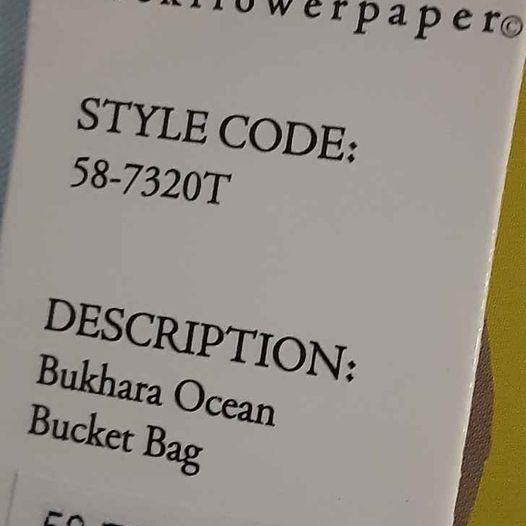 STYLE CODE:
58-7320T
DESCRIPTION:
Bukhara Ocean
Bucket Bag